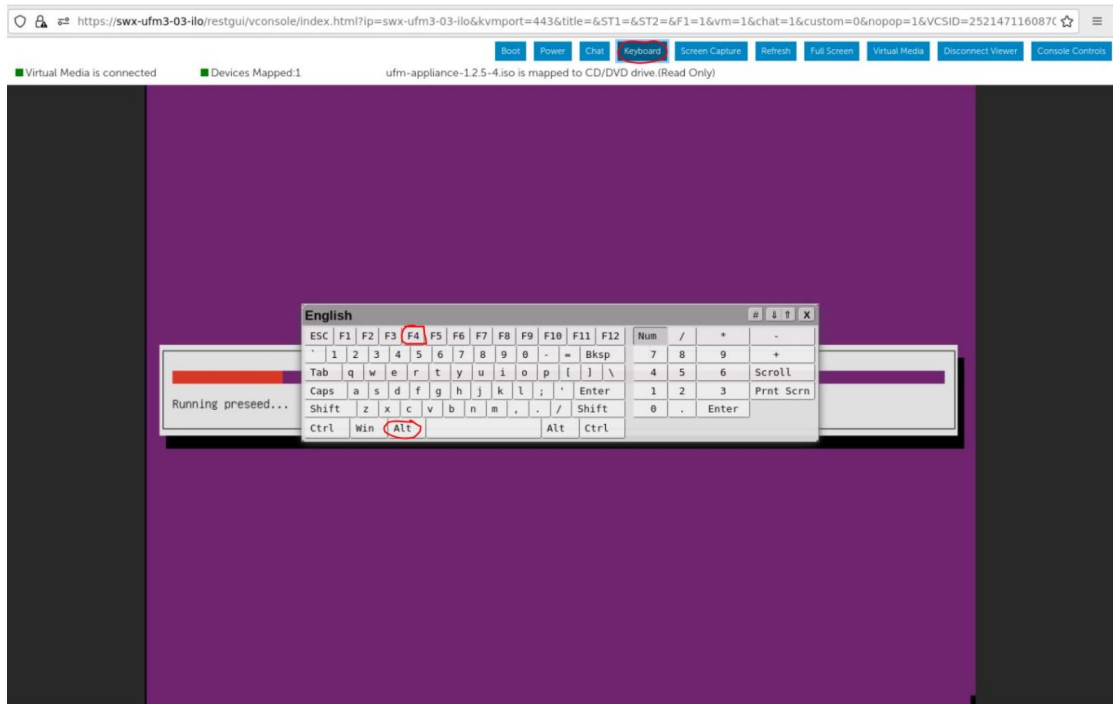 https://swx-ufm3-03-ilo/restgui/vconsole/index.html?ip=swx-ufm3-03-ilo&kvmport=443&title=&ST1=&ST2=&F1=1&vm=1&chat=1&custom=0&nopop=1&VCSID=252147116087(
Boot Power Chat Keyboard Screen Capture Refresh Full Screen Virtual Media Disconnect Viewer Console Controls
Virtual Media is connected Devices Mapped:1 ufm-appliance-1.2.5-4.iso is mapped to CD/DVD drive.(Read Only)
English # ↓ ↑ X
ESC F1 F2 F3 F4 F5 F6 F7 F8 F9 F10 F11 F12 Num / * -
` 1 2 3 4 5 6 7 8 9 0 - = Bksp 7 8 9 +
Tab q w e r t y u i o p [ ] \ 4 5 6 Scroll
Caps a s d f g h j k l ; ' Enter 1 2 3 Prnt Scrn
Running preseed...
Shift z x c v b n m , . / Shift 0 . Enter
Ctrl Win Alt Alt Ctrl